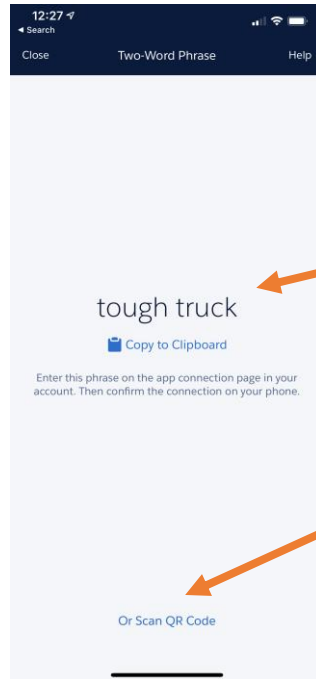 12:27
◄ Search
Close Two-Word Phrase Help
tough truck
Copy to Clipboard
Enter this phrase on the app connection page in your
account. Then confirm the connection on your phone.
Or Scan QR Code